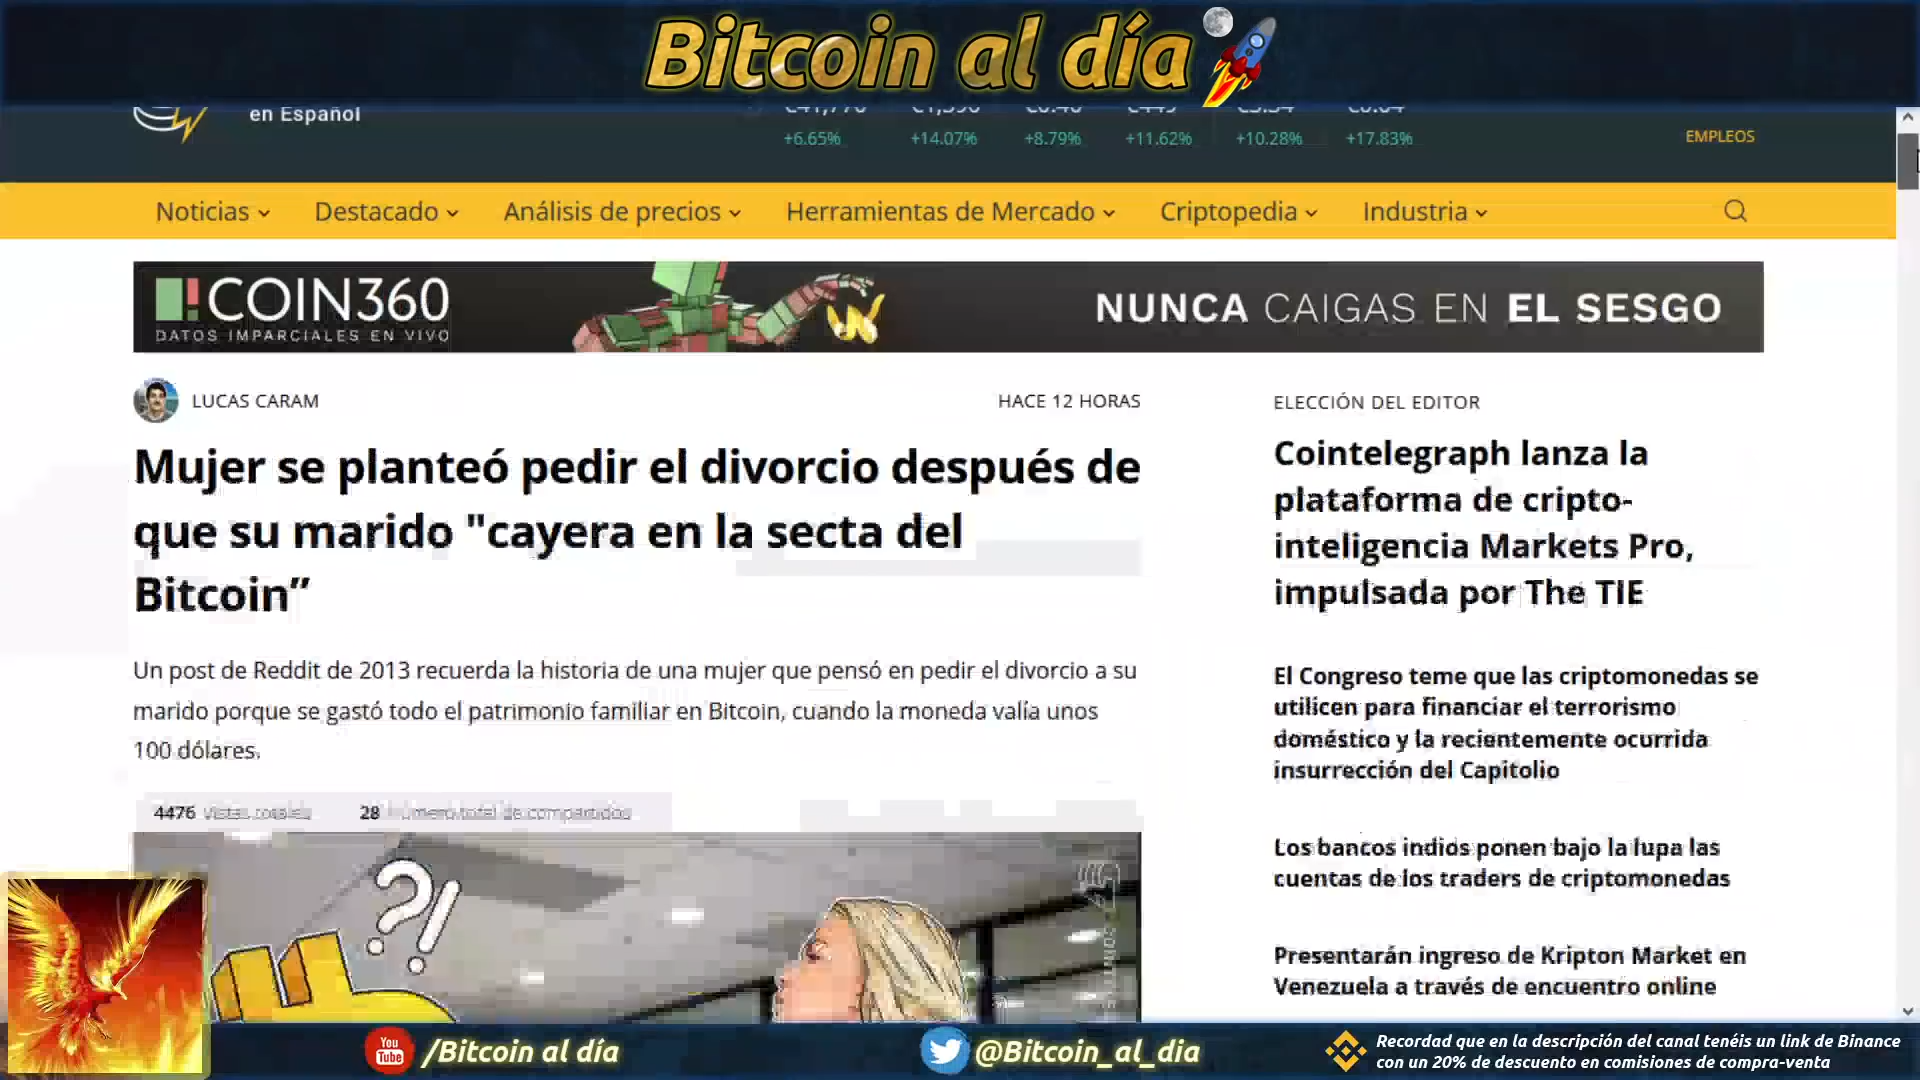 Bitcoin al día
en Español
+6.65% +14.07% +8.79% +11.62% +10.28% +17.83%
EMPLEOS
Noticias Destacado Análisis de precios Herramientas de Mercado Criptopedia Industria
COIN360
DATOS IMPARCIALES EN VIVO
NUNCA CAIGAS EN EL SESGO
LUCAS CARAM
HACE 12 HORAS
Mujer se planteó pedir el divorcio después de
que su marido "cayera en la secta del
Bitcoin”
Un post de Reddit de 2013 recuerda la historia de una mujer que pensó en pedir el divorcio a su
marido porque se gastó todo el patrimonio familiar en Bitcoin, cuando la moneda valía unos
100 dólares.
4476 Vistas totales 28 Número total de compartidos
?!
ELECCIÓN DEL EDITOR
Cointelegraph lanza la
plataforma de cripto-
inteligencia Markets Pro,
impulsada por The TIE
El Congreso teme que las criptomonedas se
utilicen para financiar el terrorismo
doméstico y la recientemente ocurrida
insurrección del Capitolio
Los bancos indios ponen bajo la lupa las
cuentas de los traders de criptomonedas
Presentarán ingreso de Kripton Market en
Venezuela a través de encuentro online
You
Tube
/Bitcoin al día
@Bitcoin_al_dia
Recordad que en la descripción del canal tenéis un link de Binance
con un 20% de descuento en comisiones de compra-venta